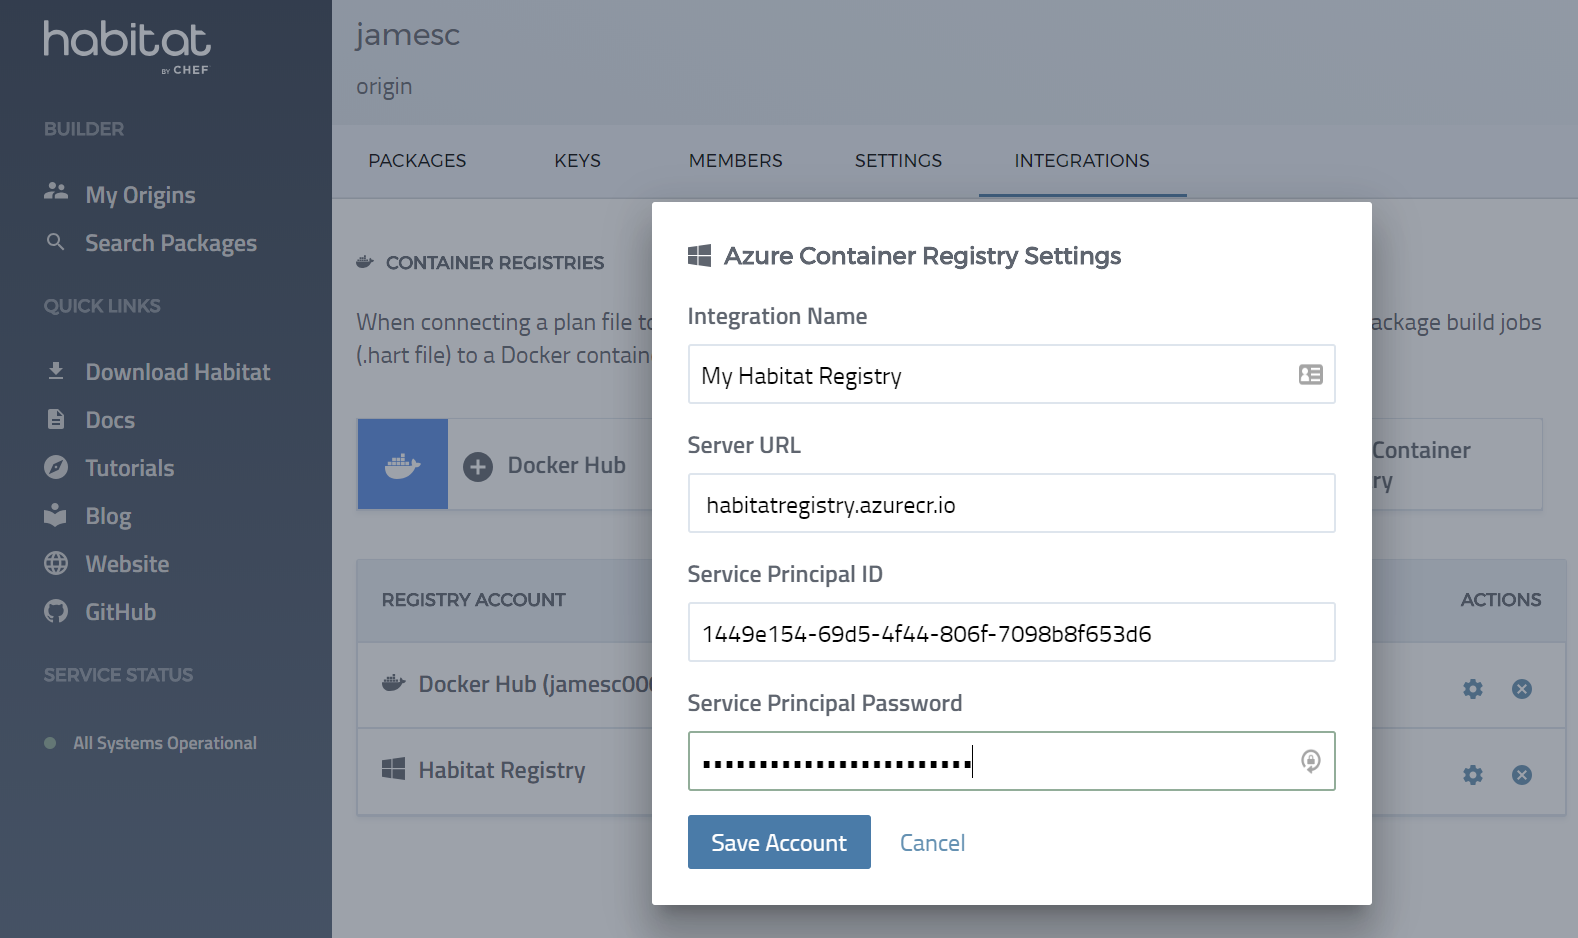 habitat
BY CHEF
BUILDER
My Origins
Search Packages
QUICK LINKS
Download Habitat
Docs
Tutorials
Blog
Website
GitHub
SERVICE STATUS
All Systems Operational
jamesc
origin
PACKAGES KEYS MEMBERS SETTINGS INTEGRATIONS
CONTAINER REGISTRIES
When connecting a plan file to
ackage build jobs
(.hart file) to a Docker contain
Docker Hub
Container
ry
REGISTRY ACCOUNT
ACTIONS
Docker Hub (jamesc00
Habitat Registry
Azure Container Registry Settings
Integration Name
My Habitat Registry
Server URL
habitatregistry.azurecr.io
Service Principal ID
1449e154-69d5-4f44-806f-7098b8f653d6
Service Principal Password
Save Account Cancel